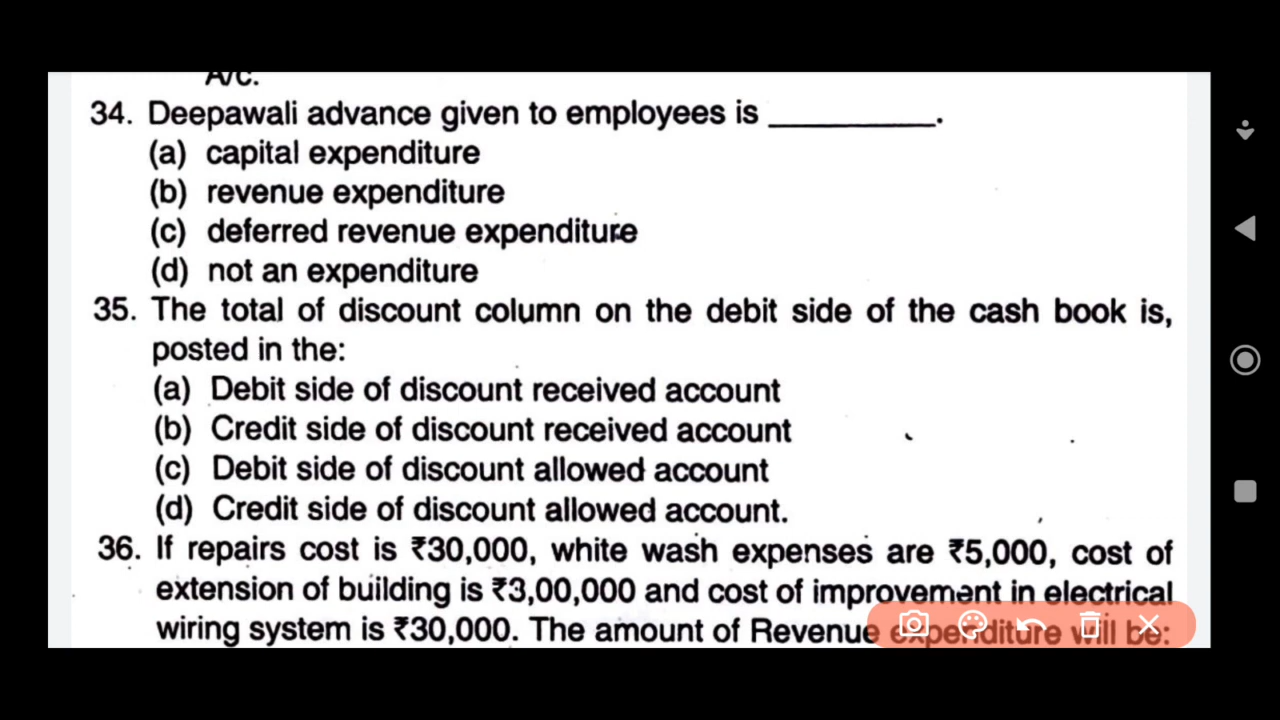 A/c.
34. Deepawali advance given to employees is __________.
(a) capital expenditure
(b) revenue expenditure
(c) deferred revenue expenditure
(d) not an expenditure
35. The total of discount column on the debit side of the cash book is,
posted in the:
(a) Debit side of discount received account
(b) Credit side of discount received account
(c) Debit side of discount allowed account
(d) Credit side of discount allowed account.
36. If repairs cost is ₹30,000, white wash expenses are ₹5,000, cost of
extension of building is ₹3,00,000 and cost of improvement in electrical
wiring system is ₹30,000. The amount of Revenue expenditure will be: